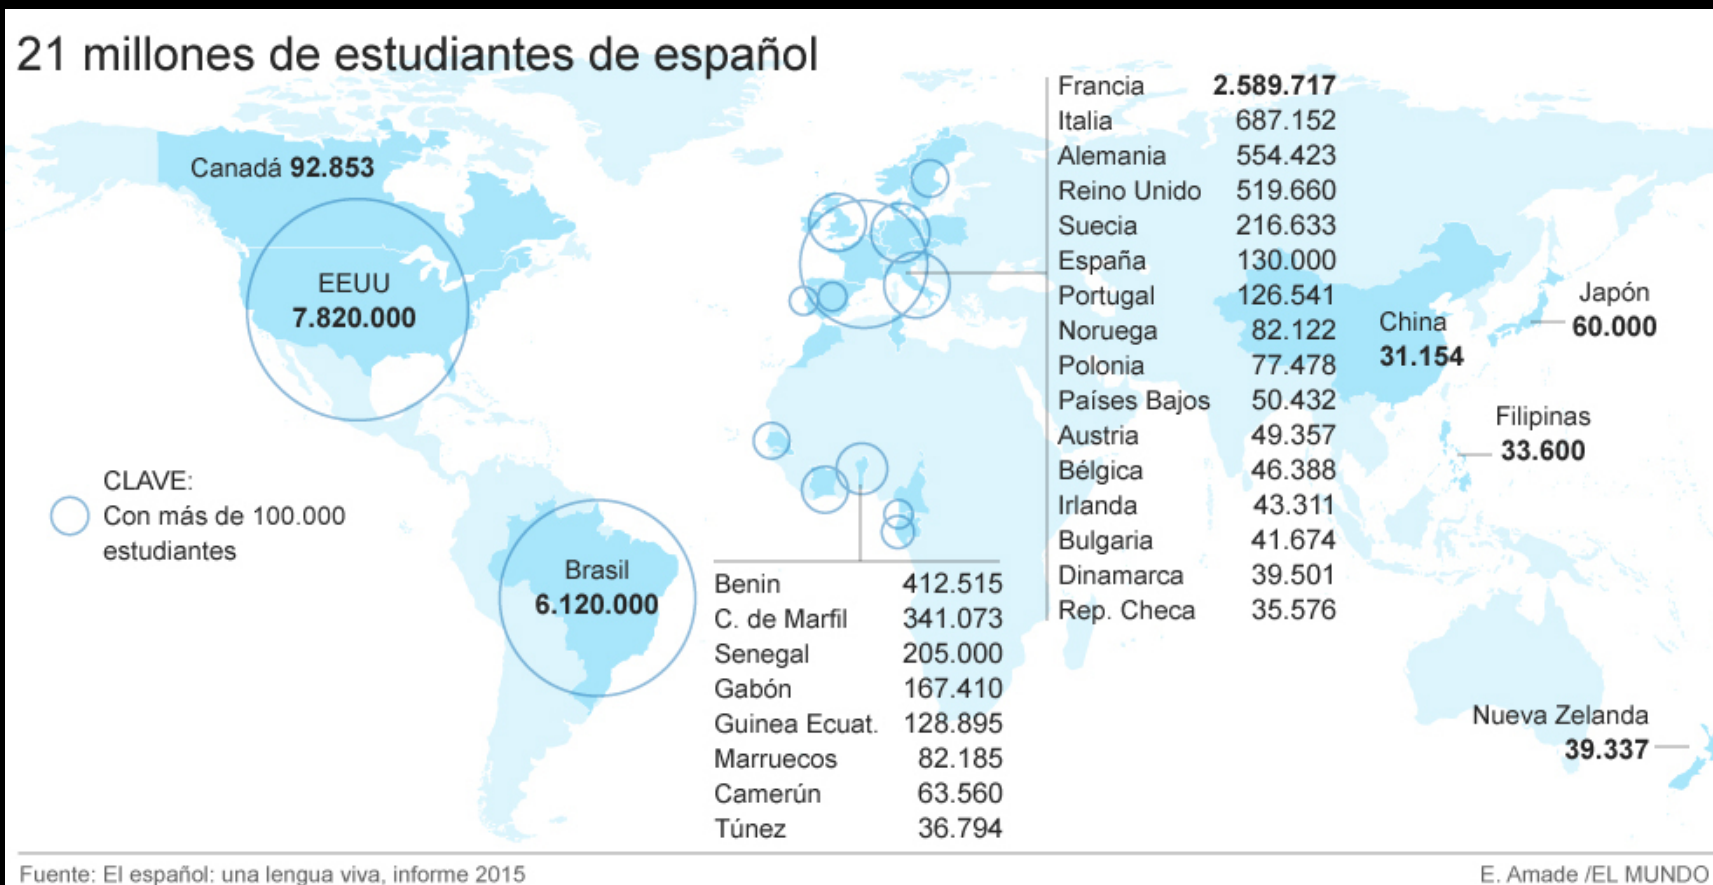 21 millones de estudiantes de español
Canadá 92.853
EEUU
7.820.000
CLAVE:
Con más de 100.000
estudiantes
Brasil
6.120.000
Benin 412.515
C. de Marfil 341.073
Senegal 205.000
Gabón 167.410
Guinea Ecuat. 128.895
Marruecos 82.185
Camerún 63.560
Túnez 36.794
Francia 2.589.717
Italia 687.152
Alemania 554.423
Reino Unido 519.660
Suecia 216.633
España 130.000
Portugal 126.541
Noruega 82.122
Polonia 77.478
Países Bajos 50.432
Austria 49.357
Bélgica 46.388
Irlanda 43.311
Bulgaria 41.674
Dinamarca 39.501
Rep. Checa 35.576
China
31.154
Japón
60.000
Filipinas
33.600
Nueva Zelanda
39.337
Fuente: El español: una lengua viva, informe 2015
E. Amade /EL MUNDO